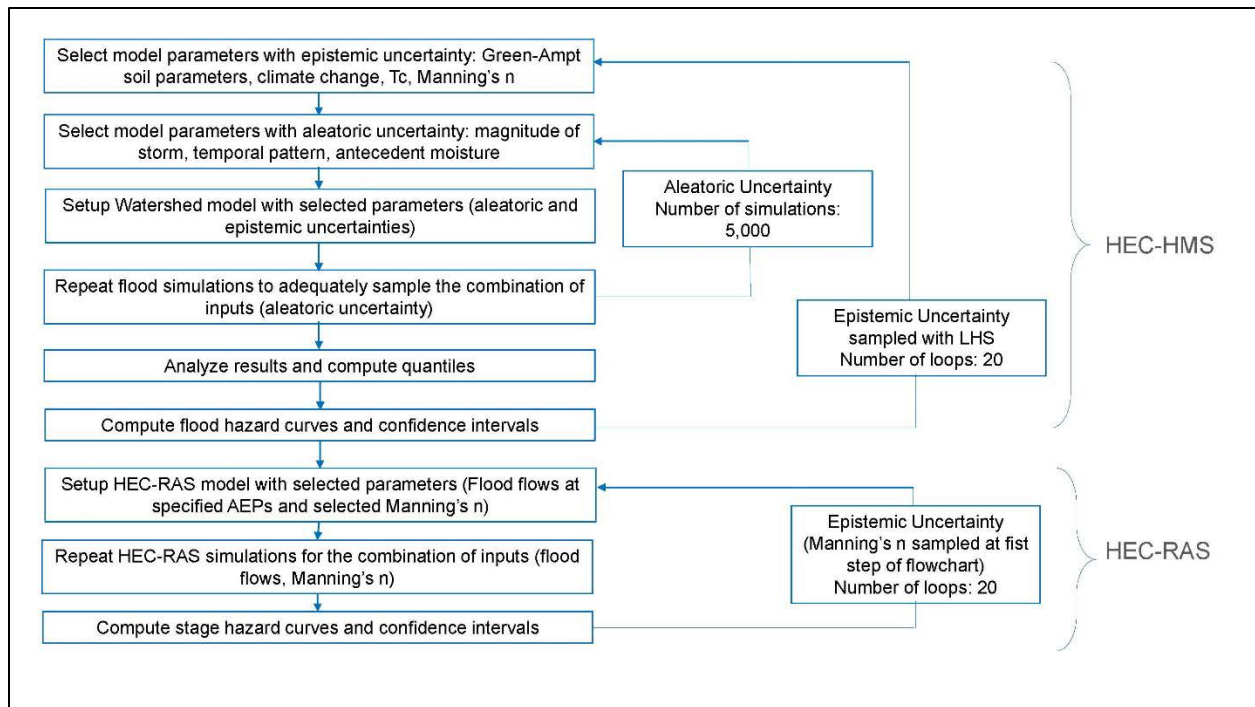 Select model parameters with epistemic uncertainty: Green-Ampt
soil parameters, climate change, Tc, Manning's n
Select model parameters with aleatoric uncertainty: magnitude of
storm, temporal pattern, antecedent moisture
Setup Watershed model with selected parameters (aleatoric and
epistemic uncertainties)
Repeat flood simulations to adequately sample the combination of
inputs (aleatoric uncertainty)
Analyze results and compute quantiles
Compute flood hazard curves and confidence intervals
Aleatoric Uncertainty
Number of simulations:
5,000
Epistemic Uncertainty
sampled with LHS
Number of loops: 20
HEC-HMS
Setup HEC-RAS model with selected parameters (Flood flows at
specified AEPs and selected Manning's n)
Repeat HEC-RAS simulations for the combination of inputs (flood
flows, Manning's n)
Compute stage hazard curves and confidence intervals
Epistemic Uncertainty
(Manning's n sampled at fist
step of flowchart)
Number of loops: 20
HEC-RAS